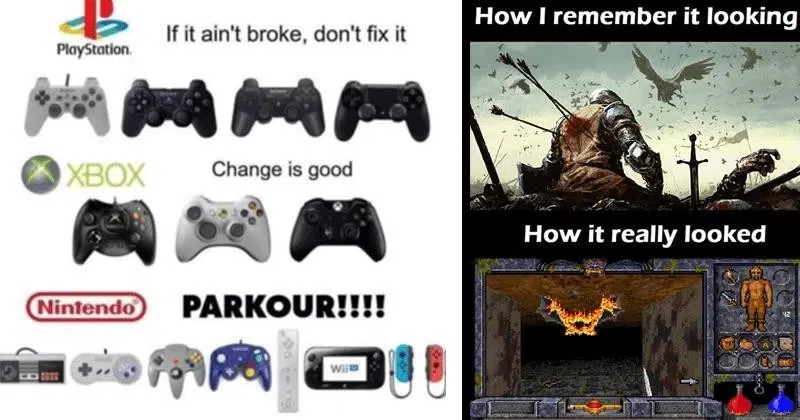 PlayStation.
If it ain't broke, don't fix it
XBOX
Change is good
Nintendo
PARKOUR!!!!
Wii U
How I remember it looking
How it really looked
42